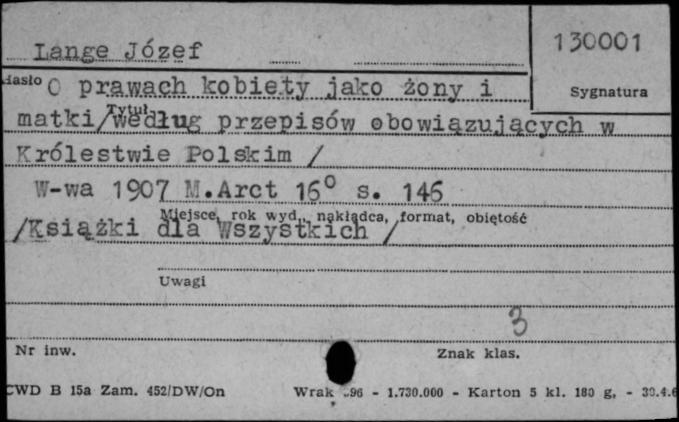 Lange Józef
130001
Hasło
Sygnatura
O prawach kobiety jako żony i
Tytuł
matki/według przepisów obowiązujących w
Królestwie Polskim /
W-wa 1907 M.Arct 16° s. 146
Miejsce, rok wyd., nakładca, format, objętość
/Książki dla Wszystkich /
Uwagi
3
Nr inw.
Znak klas.
CWD B 15a Zam. 452/DW/On
Wrak 96 - 1.730.000 - Karton 5 kl. 180 g. - 30.4.6